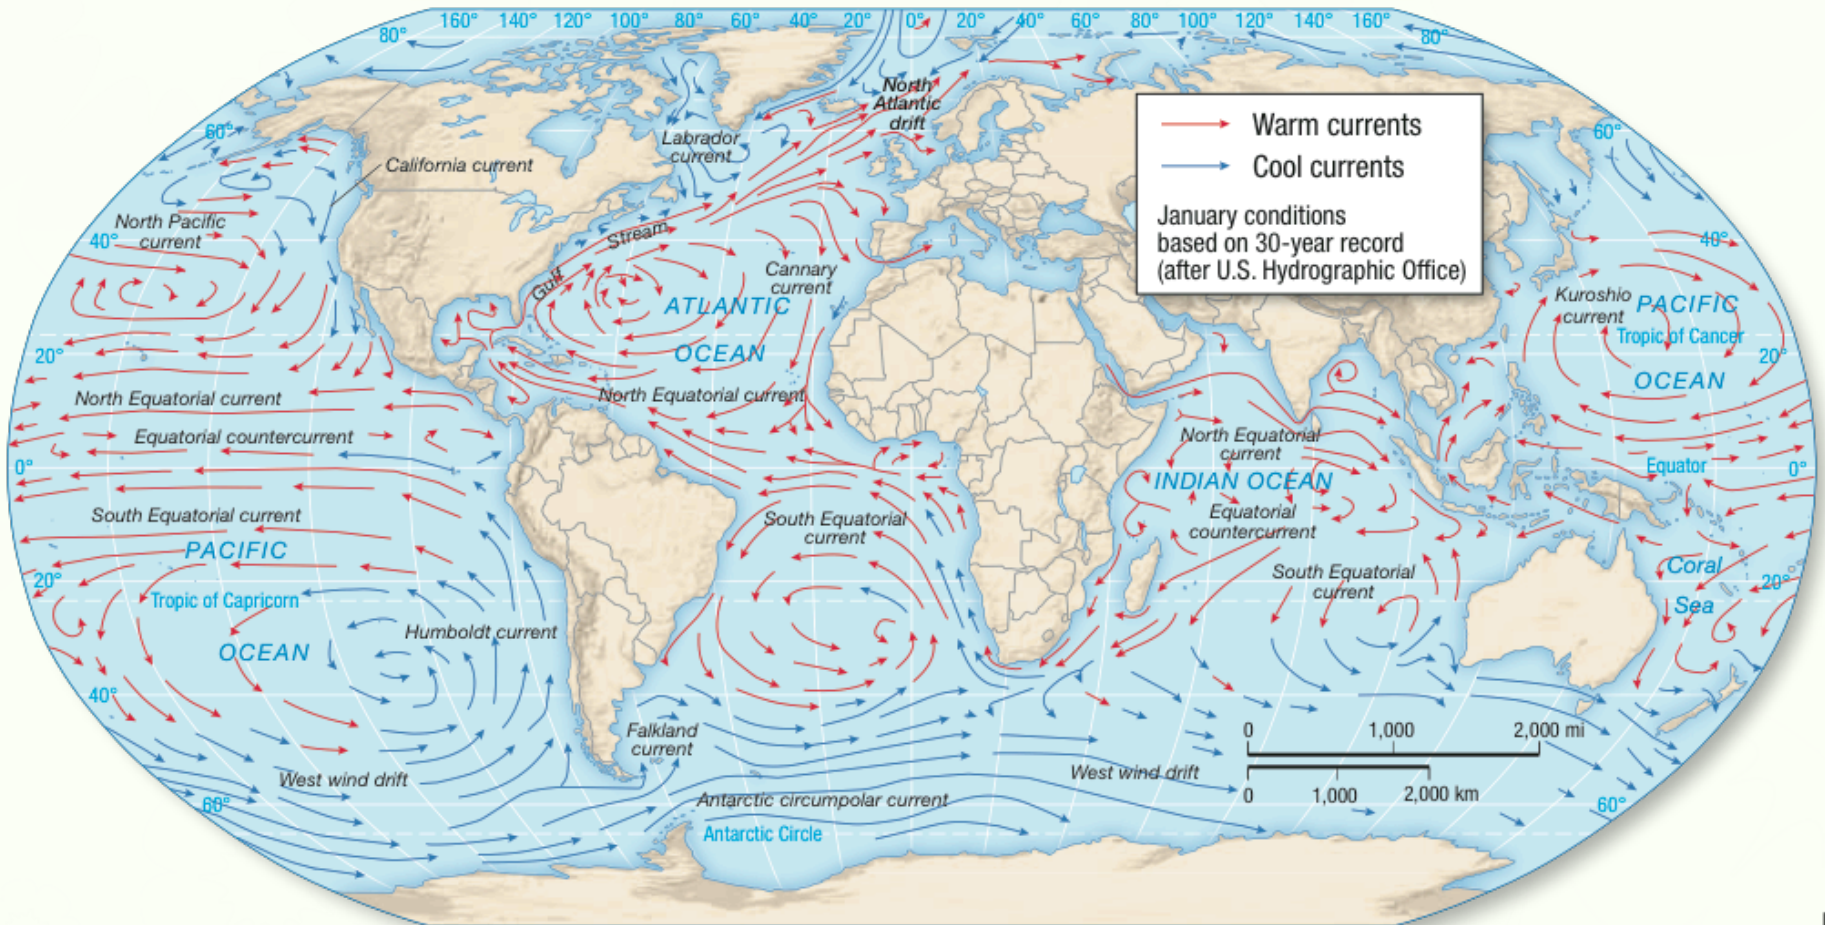 160° 140° 120° 100° 80° 60° 40° 20° 0° 20° 40° 60° 80° 100° 120° 140° 160°
80°
80°
North
Atlantic
drift
Warm currents
Cool currents
January conditions
based on 30-year record
(after U.S. Hydrographic Office)
60°
60°
Labrador
current
California current
North Pacific
current
40°
40°
Gulf Stream
Cannary
current
ATLANTIC
OCEAN
Kuroshio
current
PACIFIC
Tropic of Cancer
OCEAN
20°
20°
North Equatorial current
North Equatorial current
Equatorial countercurrent
North Equatorial
current
0°
Equator
0°
INDIAN OCEAN
South Equatorial current
South Equatorial
current
Equatorial
countercurrent
PACIFIC
Coral
Sea
20°
20°
South Equatorial
current
Tropic of Capricorn
OCEAN
Humboldt current
40°
Falkland
current
0 1,000 2,000 mi
0 1,000 2,000 km
West wind drift
West wind drift
60°
60°
Antarctic circumpolar current
Antarctic Circle